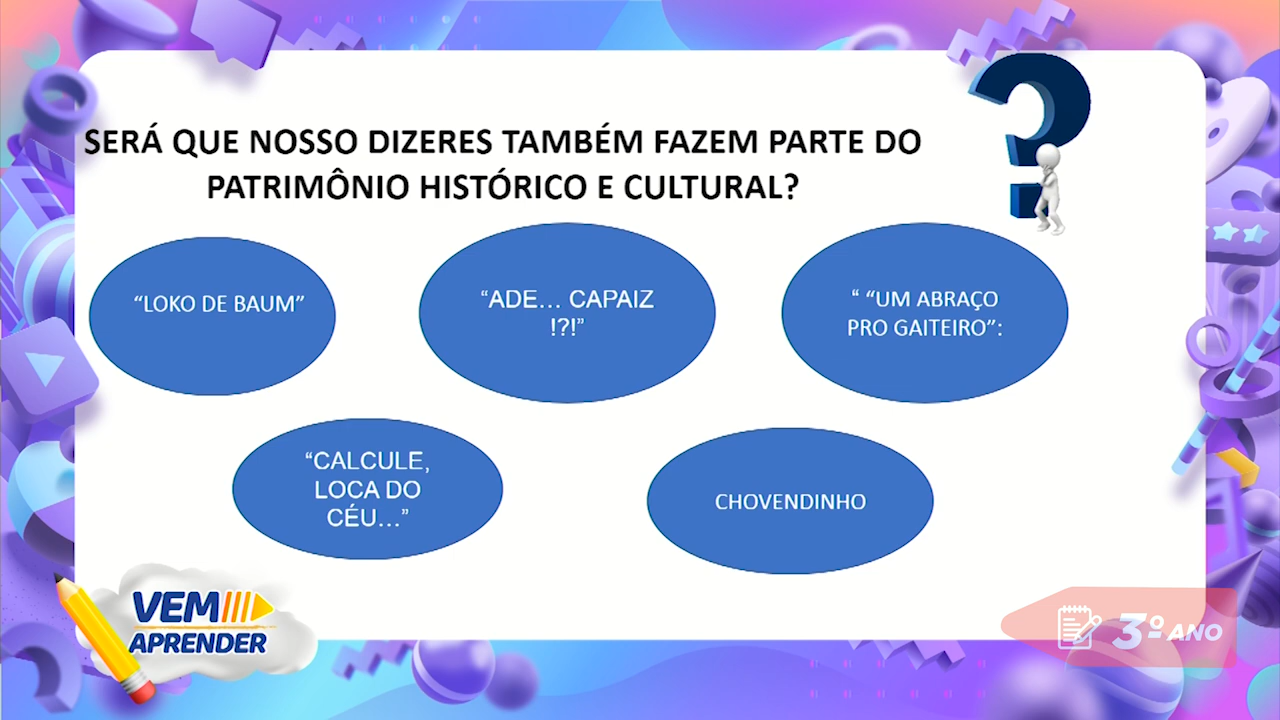 SERÁ QUE NOSSO DIZERES TAMBÉM FAZEM PARTE DO
PATRIMÔNIO HISTÓRICO E CULTURAL?
“LOKO DE BAUM”
“ADE... CAPAIZ
!?!”
“ “UM ABRAÇO
PRO GAITEIRO”:
“CALCULE,
LOCA DO
CÉU...”
CHOVENDINHO
VEM
APRENDER
3º ANO